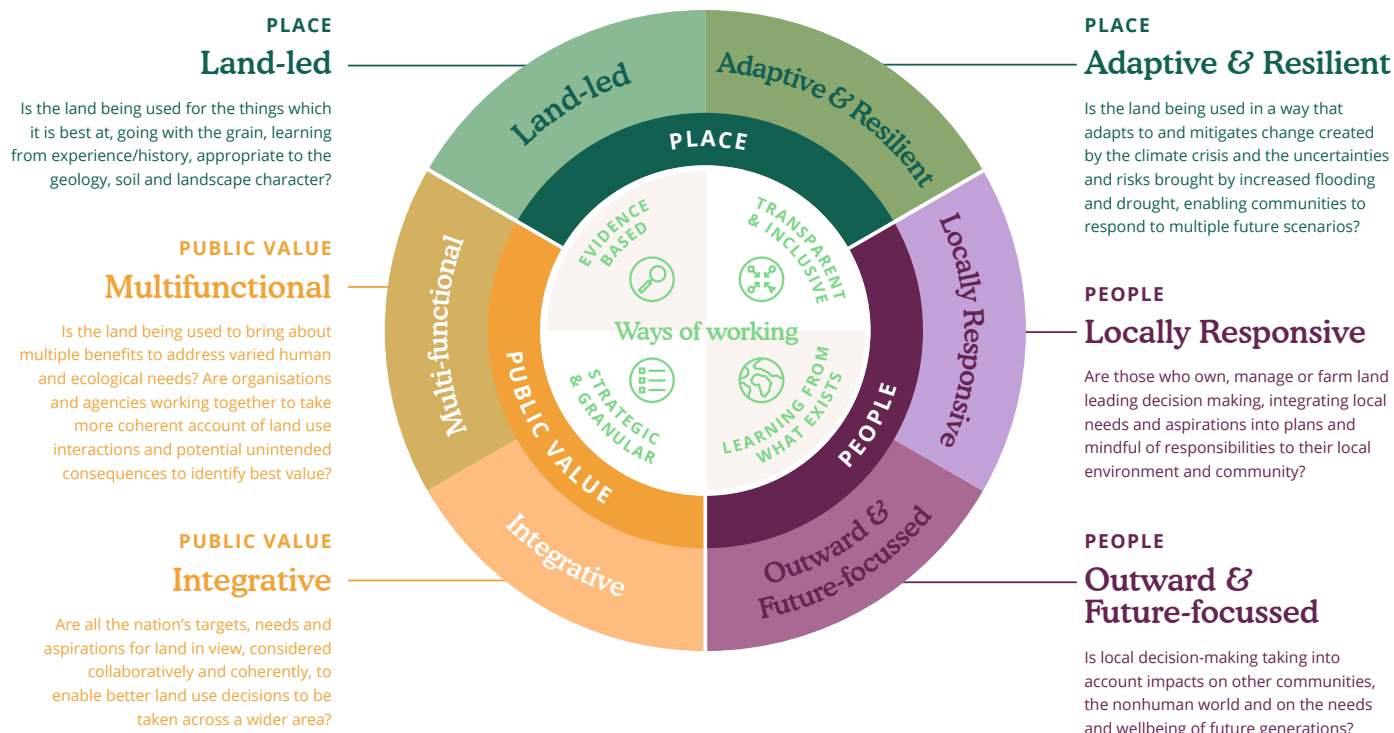 PLACE
Land-led
Is the land being used for the things which
it is best at, going with the grain, learning
from experience/history, appropriate to the
geology, soil and landscape character?
PUBLIC VALUE
Multifunctional
Is the land being used to bring about
multiple benefits to address varied human
and ecological needs? Are organisations
and agencies working together to take
more coherent account of land use
interactions and potential unintended
consequences to identify best value?
PUBLIC VALUE
Integrative
Are all the nation’s targets, needs and
aspirations for land in view, considered
collaboratively and coherently, to
enable better land use decisions to be
taken across a wider area?
Land-led
Adaptive & Resilient
PLACE
Multi-functional
Locally Responsive
EVIDENCE
BASED
TRANSPARENT
& INCLUSIVE
Ways of working
STRATEGIC
& GRANULAR
LEARNING FROM
WHAT EXISTS
PUBLIC VALUE
PEOPLE
Integrative
Outward &
Future-focussed
PLACE
Adaptive & Resilient
Is the land being used in a way that
adapts to and mitigates change created
by the climate crisis and the uncertainties
and risks brought by increased flooding
and drought, enabling communities to
respond to multiple future scenarios?
PEOPLE
Locally Responsive
Are those who own, manage or farm land
leading decision making, integrating local
needs and aspirations into plans and
mindful of responsibilities to their local
environment and community?
PEOPLE
Outward &
Future-focussed
Is local decision-making taking into
account impacts on other communities,
the nonhuman world and on the needs
and wellbeing of future generations?